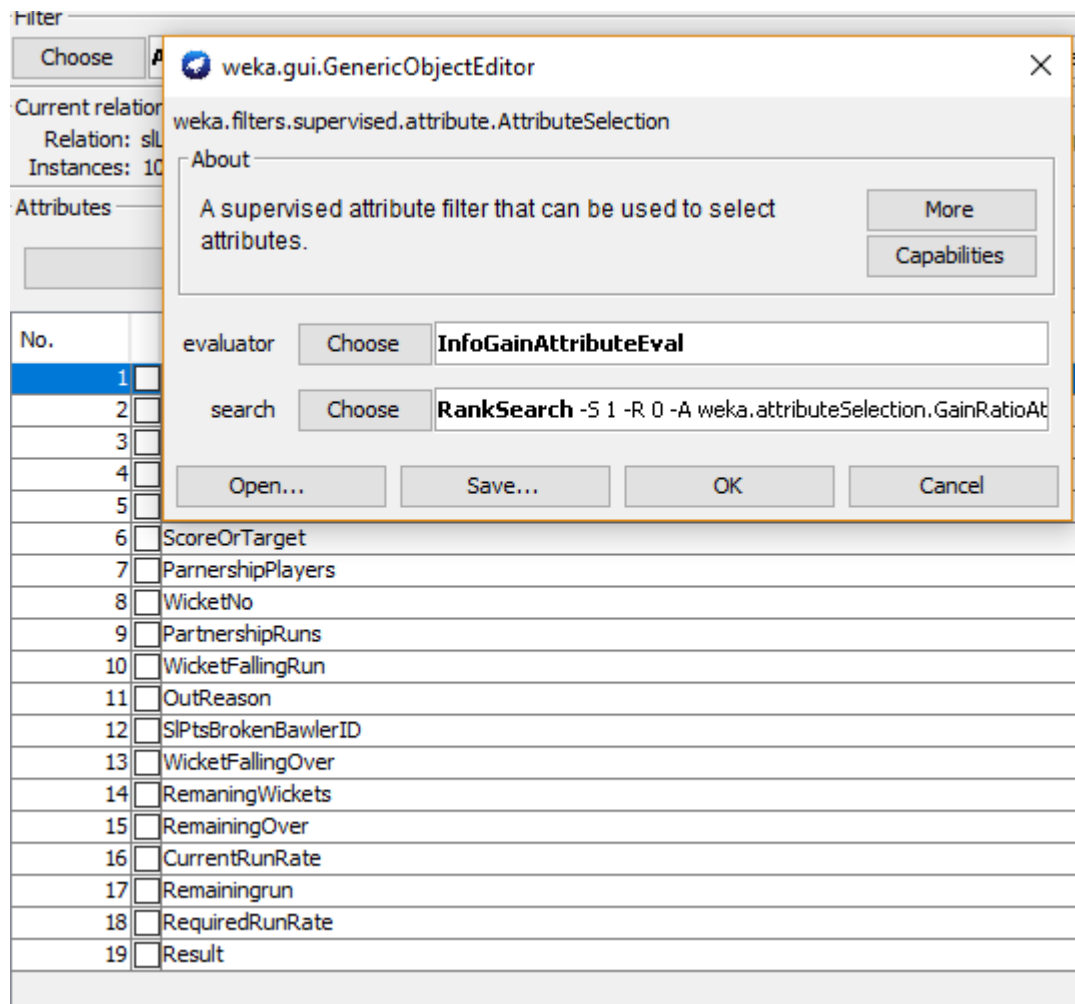 Filter
Choose
weka.gui.GenericObjectEditor
Current relation
weka.filters.supervised.attribute.AttributeSelection
Relation: slL
Instances: 10
About
A supervised attribute filter that can be used to select
attributes.
More
Capabilities
Attributes
No.
evaluator Choose InfoGainAttributeEval
search Choose RankSearch -S 1 -R 0 -A weka.attributeSelection.GainRatioAt
Open... Save... OK Cancel
1
2
3
4
5
6 ScoreOrTarget
7 ParnershipPlayers
8 WicketNo
9 PartnershipRuns
10 WicketFallingRun
11 OutReason
12 SlPtsBrokenBawlerID
13 WicketFallingOver
14 RemaningWickets
15 RemainingOver
16 CurrentRunRate
17 Remainingrun
18 RequiredRunRate
19 Result